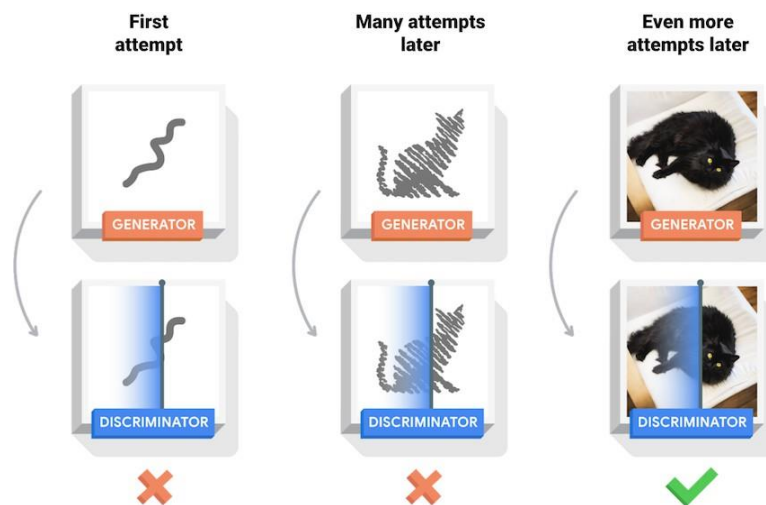 First
attempt
Many attempts
later
Even more
attempts later
GENERATOR
GENERATOR
GENERATOR
DISCRIMINATOR
DISCRIMINATOR
DISCRIMINATOR